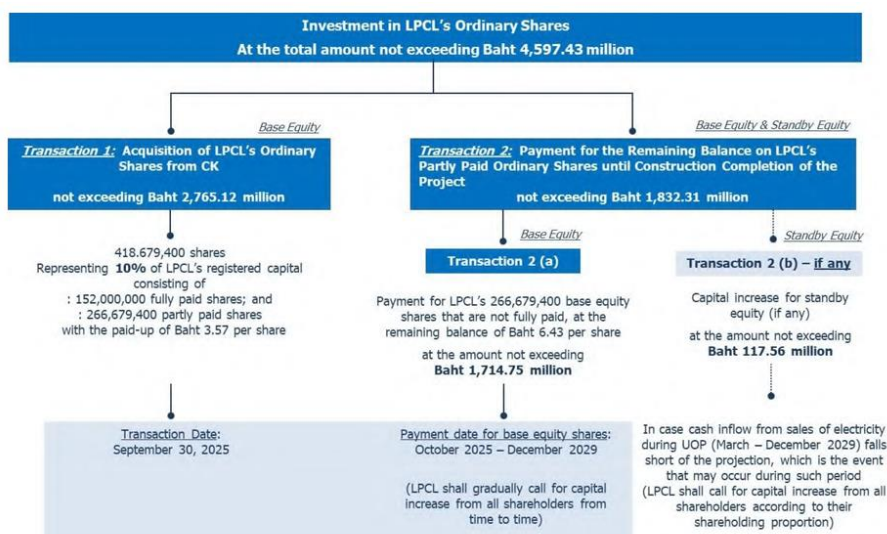 Investment in LPCL's Ordinary Shares
At the total amount not exceeding Baht 4,597.43 million
Base Equity
Transaction 1: Acquisition of LPCL's Ordinary
Shares from CK
not exceeding Baht 2,765.12 million
418.679,400 shares
Representing 10% of LPCL's registered capital
consisting of
: 152,000,000 fully paid shares; and
: 266,679,400 partly paid shares
with the paid-up of Baht 3.57 per share
Transaction Date:
September 30, 2025
Base Equity & Standby Equity
Transaction 2: Payment for the Remaining Balance on LPCL's
Partly Paid Ordinary Shares until Construction Completion of the
Project
not exceeding Baht 1,832.31 million
Base Equity
Transaction 2 (a)
Payment for LPCL's 266,679,400 base equity
shares that are not fully paid, at the
remaining balance of Baht 6.43 per share
at the amount not exceeding
Baht 1,714.75 million
Payment date for base equity shares:
October 2025 – December 2029
(LPCL shall gradually call for capital
increase from all shareholders from
time to time)
Standby Equity
Transaction 2 (b) – if any
Capital increase for standby
equity (if any)
at the amount not exceeding
Baht 117.56 million
In case cash inflow from sales of electricity
during UOP (March – December 2029) falls
short of the projection, which is the event
that may occur during such period
(LPCL shall call for capital increase from all
shareholders according to their
shareholding proportion)